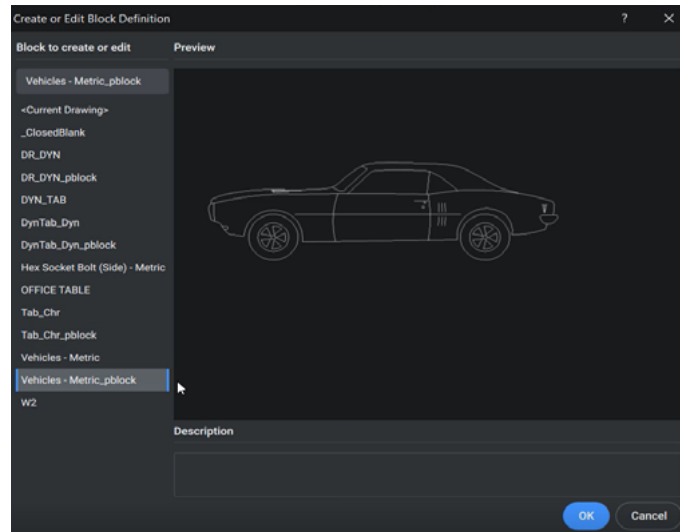 Create or Edit Block Definition
?
Block to create or edit
Preview
Vehicles - Metric_pblock
<Current Drawing>
_ClosedBlank
DR_DYN
DR_DYN_pblock
DYN_TAB
DynTab_Dyn
DynTab_Dyn_pblock
Hex Socket Bolt (Side) - Metric
OFFICE TABLE
Tab_Chr
Tab_Chr_pblock
Vehicles - Metric
Vehicles - Metric_pblock
W2
Description
OK
Cancel